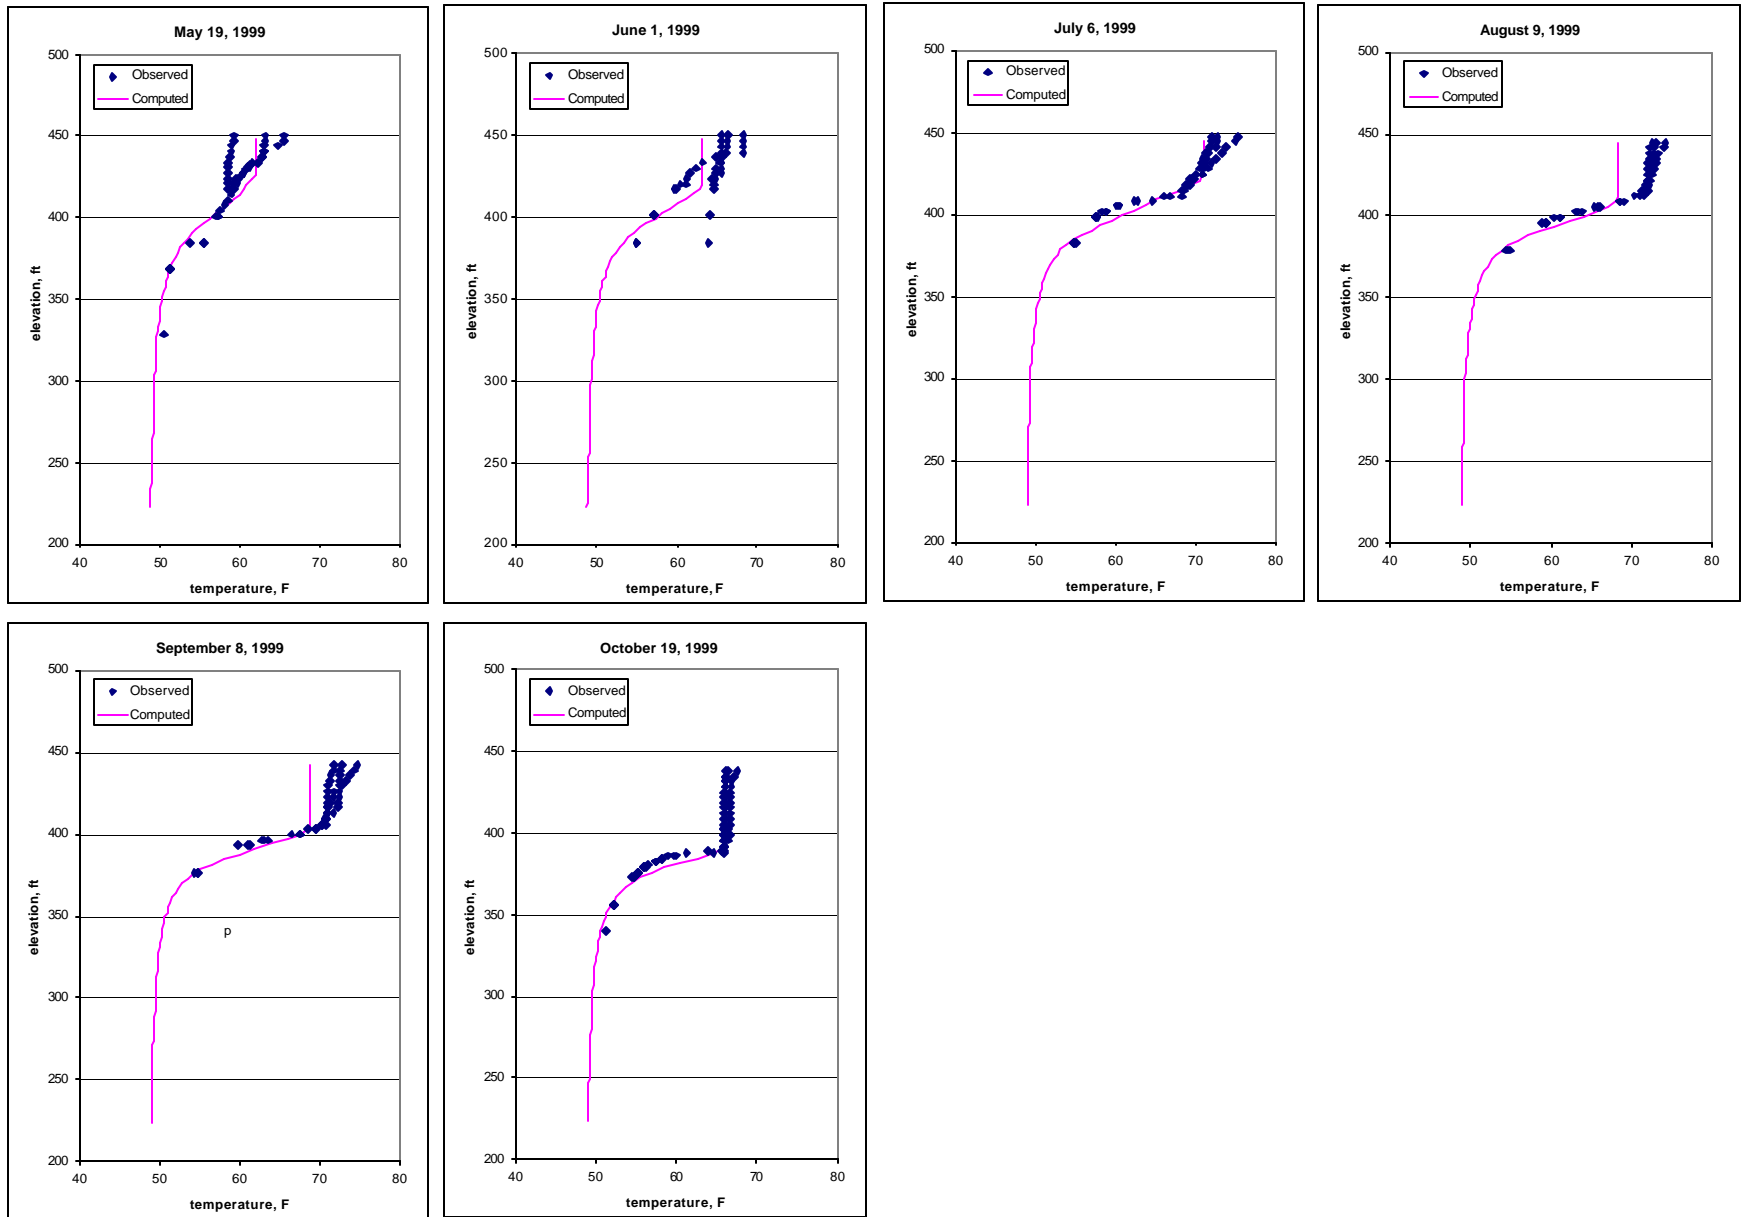 May 19, 1999
500
450
400
350
300
250
200
40 50 60 70 80
elevation, ft
temperature, F
Observed
Computed
June 1, 1999
500
450
400
350
300
250
200
40 50 60 70 80
elevation, ft
temperature, F
Observed
Computed
July 6, 1999
500
450
400
350
300
250
200
40 50 60 70 80
elevation, ft
temperature, F
Observed
Computed
August 9, 1999
500
450
400
350
300
250
200
40 50 60 70 80
elevation, ft
temperature, F
Observed
Computed
September 8, 1999
500
450
400
350
300
250
200
40 50 60 70 80
elevation, ft
temperature, F
Observed
Computed
p
October 19, 1999
500
450
400
350
300
250
200
40 50 60 70 80
elevation, ft
temperature, F
Observed
Computed